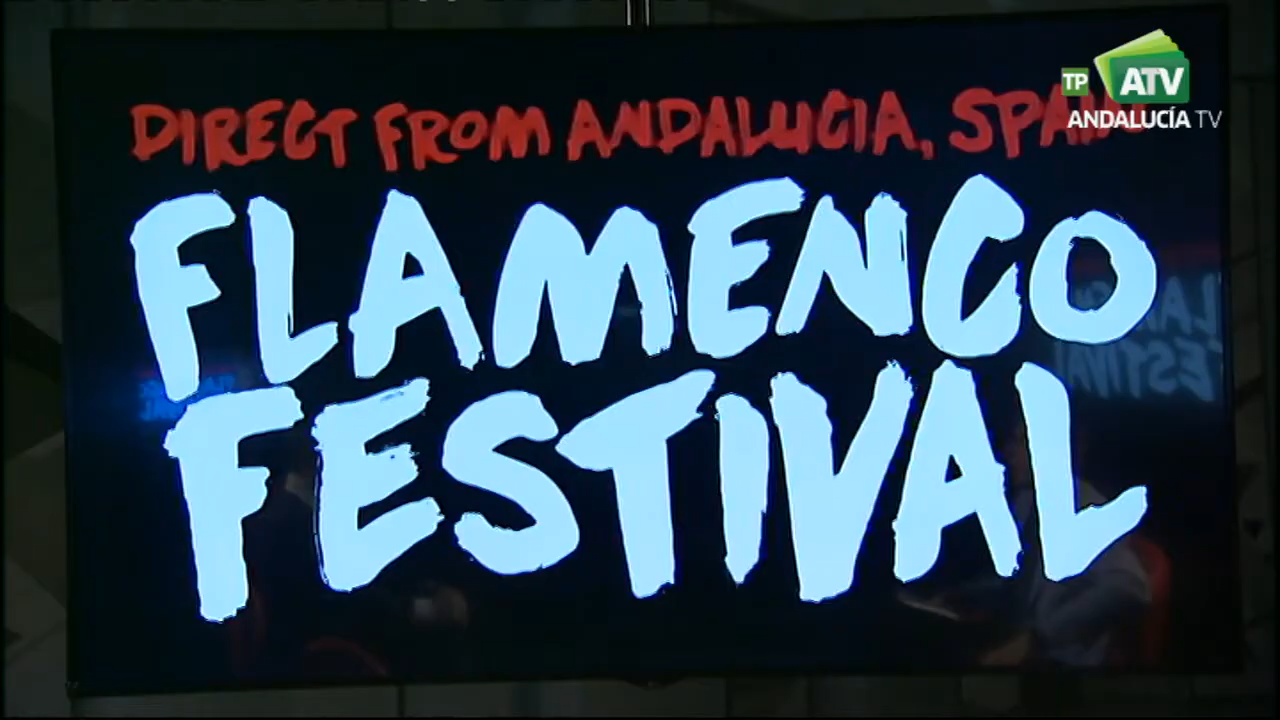 DIRECT FROM ANDALUCIA, SPAIN
FLAMENCO
FESTIVAL
TP ATV
ANDALUCÍA TV